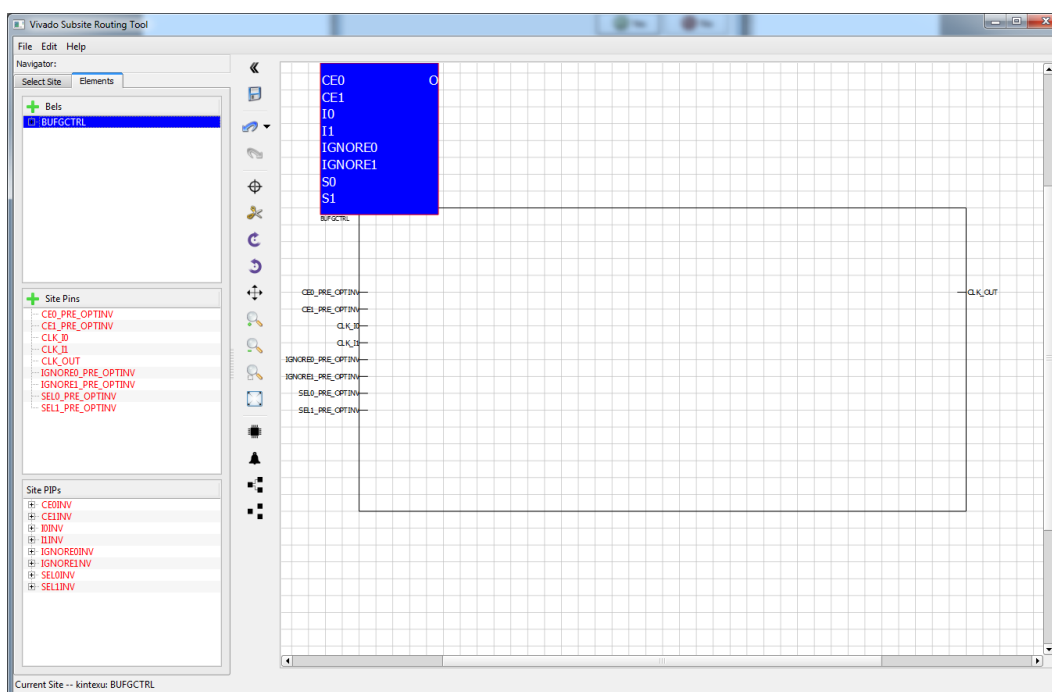 Vivado Subsite Routing Tool
File Edit Help
Navigator:
Select Site Elements
Bels
BUFGCTRL
Site Pins
CE0_PRE_OPTINV
CE1_PRE_OPTINV
CLK_I0
CLK_I1
CLK_OUT
IGNORE0_PRE_OPTINV
IGNORE1_PRE_OPTINV
SEL0_PRE_OPTINV
SEL1_PRE_OPTINV
Site PIPs
CE0INV
CE1INV
I0INV
I1INV
IGNORE0INV
IGNORE1NV
SEL0INV
SEL1INV
CE0 O
CE1
I0
I1
IGNORE0
IGNORE1
S0
S1
BUFGCTRL
CE0_PRE_OPTINV
CE1_PRE_OPTINV
CLK_I0
CLK_I1
IGNORE0_PRE_OPTINV
IGNORE1_PRE_OPTINV
SEL0_PRE_OPTINV
SEL1_PRE_OPTINV
CLK_OUT
Current Site -- kintexu: BUFGCTRL